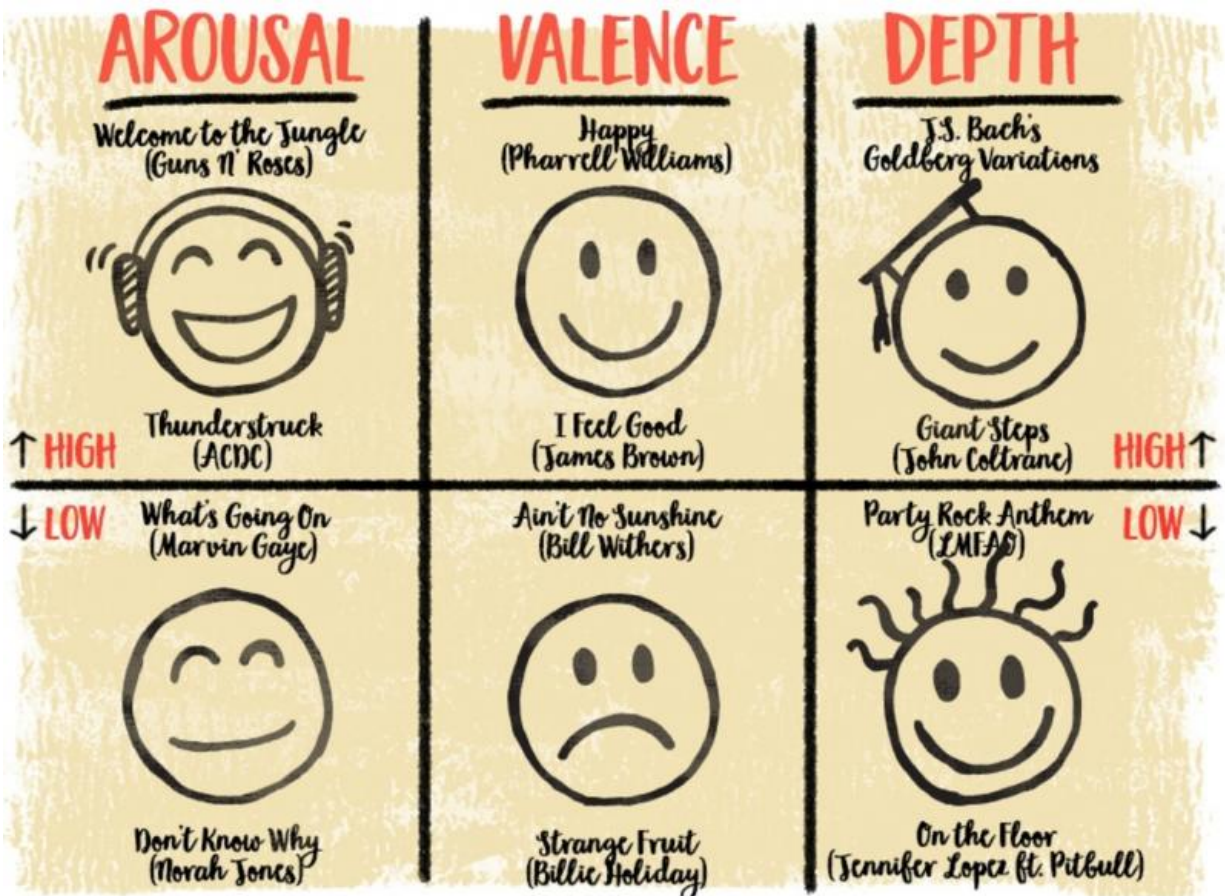 AROUSAL
Welcome to the Jungle
(Guns N' Roses)
Thunderstruck
(ACDC)
↑ HIGH
VALENCE
Happy
(Pharrell Williams)
I Feel Good
(James Brown)
DEPTH
J.S. Bach's
Goldberg Variations
Giant Steps
(John Coltrane)
HIGH ↑
↓ LOW
What's Going On
(Marvin Gaye)
Don't Know Why
(Norah Jones)
Ain't No Sunshine
(Bill Withers)
Strange Fruit
(Billie Holiday)
Party Rock Anthem
(LMFAO)
LOW ↓
On the Floor
(Jennifer Lopez ft. Pitbull)